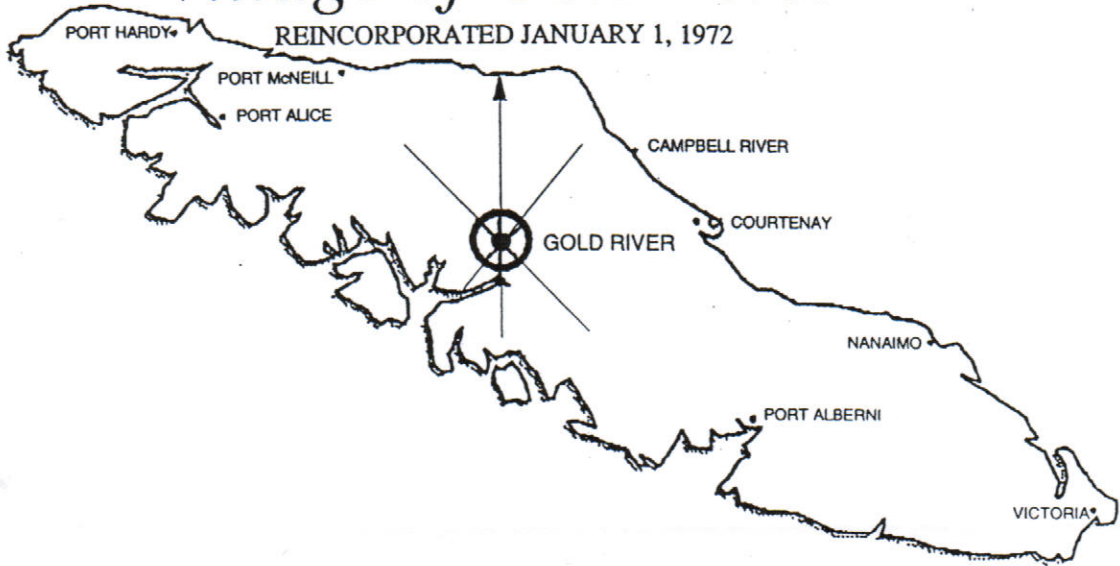 REINCORPORATED JANUARY 1, 1972
PORT HARDY
PORT McNEILL
PORT ALICE
CAMPBELL RIVER
COURTENAY
GOLD RIVER
NANAIMO
PORT ALBERNI
VICTORIA